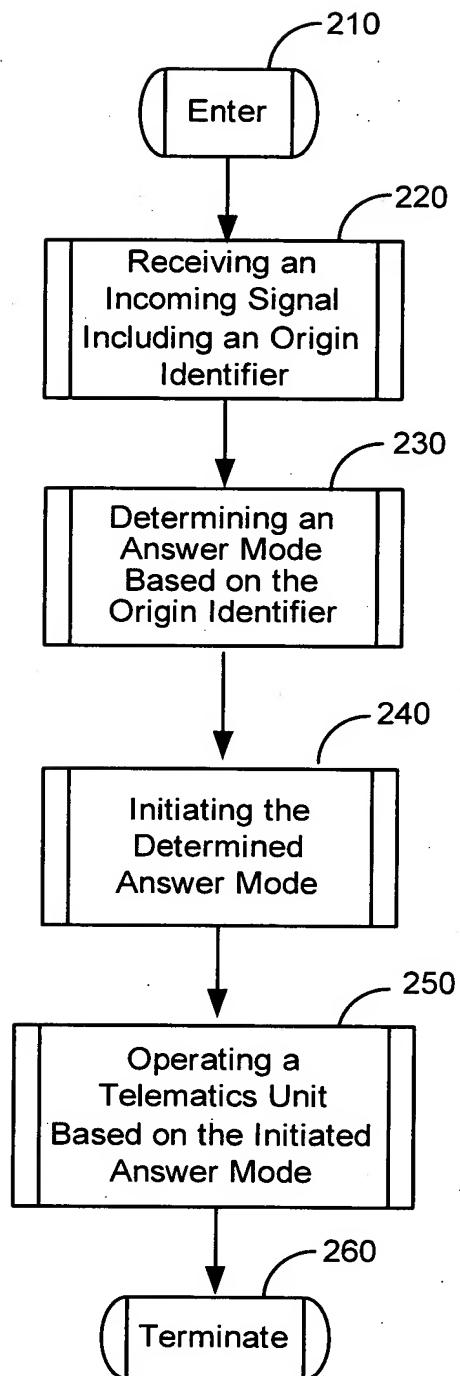 210
Enter
220
Receiving an
Incoming Signal
Including an Origin
Identifier
230
Determining an
Answer Mode
Based on the
Origin Identifier
240
Initiating the
Determined
Answer Mode
250
Operating a
Telematics Unit
Based on the Initiated
Answer Mode
260
Terminate